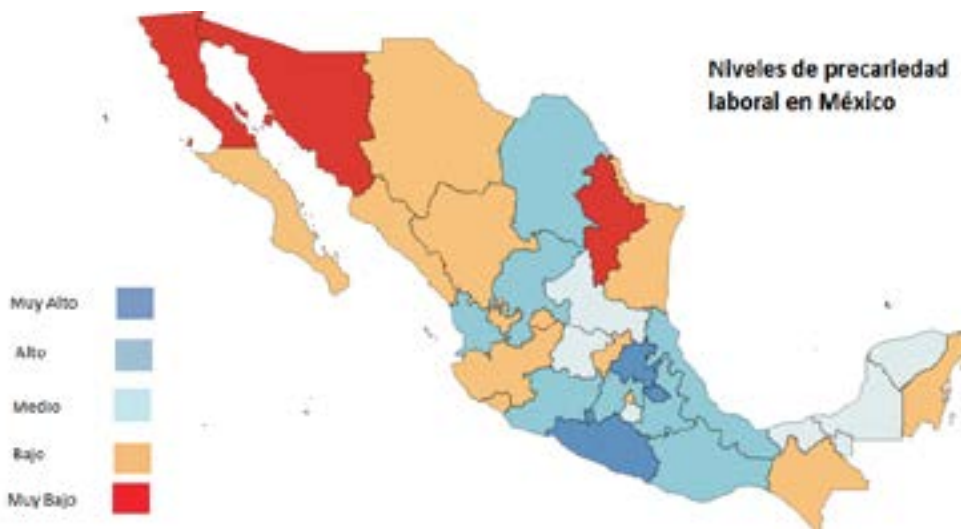 Niveles de precariedad
laboral en México
Muy Alto
Alto
Medio
Bajo
Muy Bajo